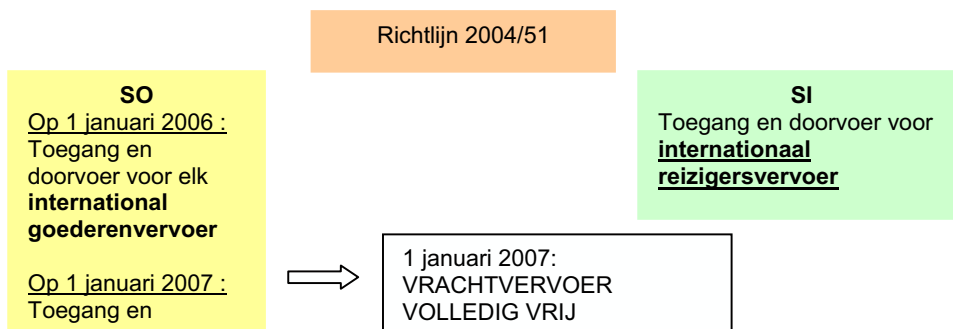 Richtlijn 2004/51
SO
Op 1 januari 2006 :
Toegang en
doorvoer voor elk
international
goederenvervoer
Op 1 januari 2007 :
Toegang en
SI
Toegang en doorvoer voor
internationaal
reizigersvervoer
1 januari 2007:
VRACHTVERVOER
VOLLEDIG VRIJ